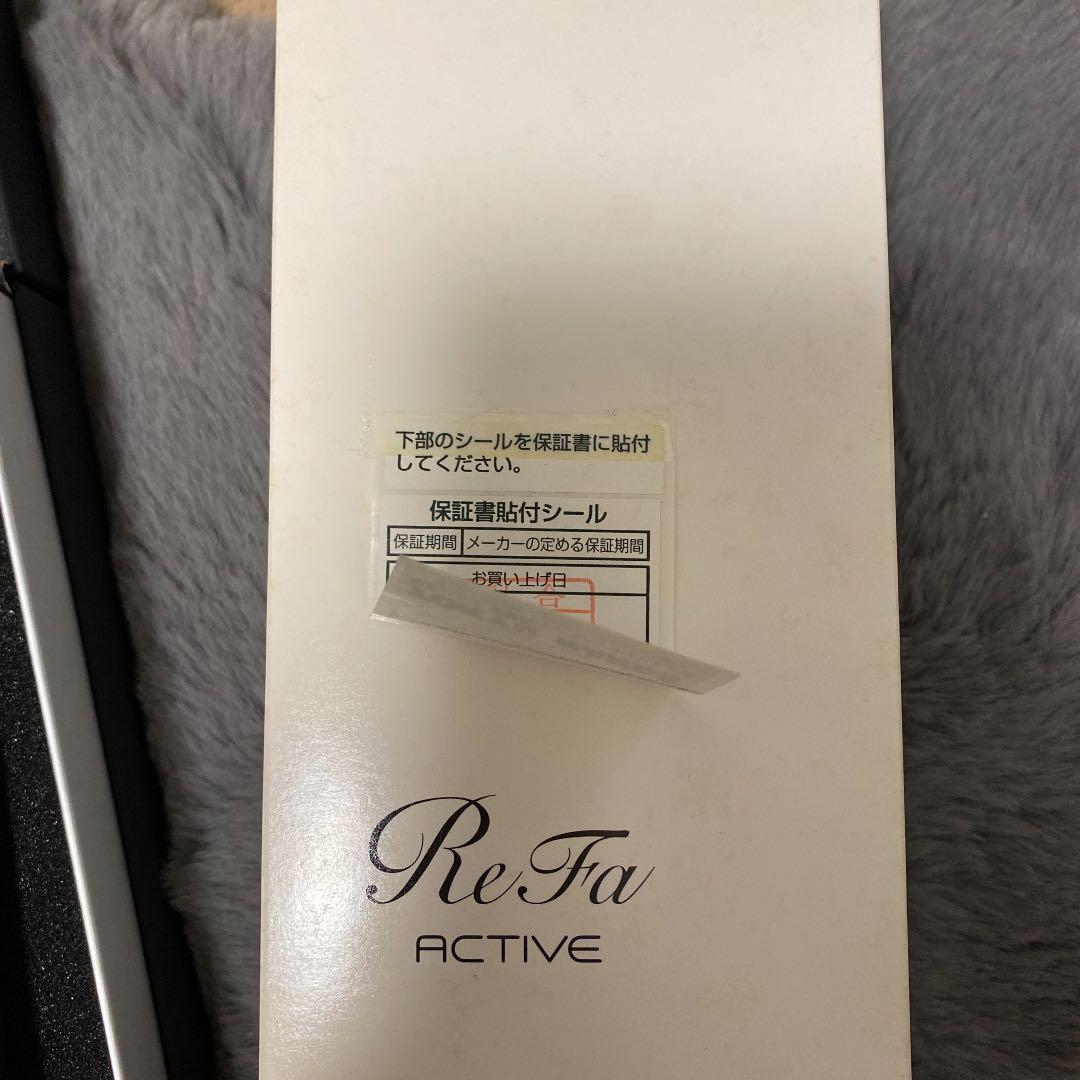 下部のシールを保証書に貼付
してください。
保証書貼付シール
保証期間 メーカーの定める保証期間
お買い上げ日
合
ReFa
ACTIVE